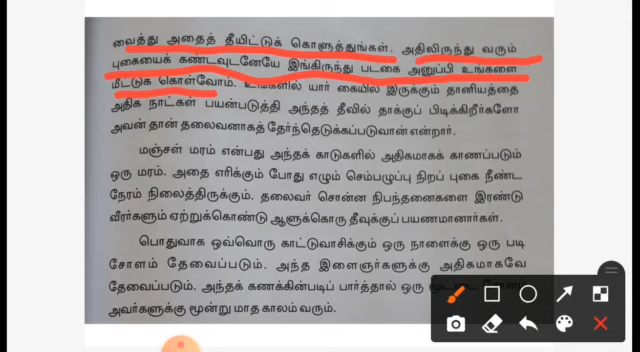 வைத்து அதைத் தீயிட்டுக் கொளுத்துங்கள். அதிலிருந்து வரும்
புகையைக் கண்டவுடனேயே இங்கிருந்து படகை அனுப்பி உங்களை
மீட்டுக கொள்வோம். உங்களில் யார் கையில் இருக்கும் தானியத்தை
அதிக நாட்கள் பயன்படுத்தி அந்தத் தீவில் தாக்குப் பிடிக்கிறீர்களோ
அவன் தான் தலைவனாகத் தேர்ந்தெடுக்கப்படுவான் என்றார்.
மஞ்சள் மரம் என்பது அந்தக் காடுகளில் அதிகமாகக் காணப்படும்
ஒரு மரம். அதை எரிக்கும் போது எழும் செம்பழுப்பு நிறப் புகை நீண்ட
நேரம் நிலைத்திருக்கும். தலைவர் சொன்ன நிபந்தனைகளை இரண்டு
வீரர்களும் ஏற்றுக்கொண்டு ஆளுக்கொரு தீவுக்குப் பயணமானார்கள்.
பொதுவாக ஒவ்வொரு காட்டுவாசிக்கும் ஒரு நாளைக்கு ஒரு படி
சோளம் தேவைப்படும். அந்த இளைஞர்களுக்கு அதிகமாகவே
தேவைப்படும். அந்தக் கணக்கின்படிப் பார்த்தால் ஒரு
அவர்களுக்கு மூன்று மாத காலம் வரும்.